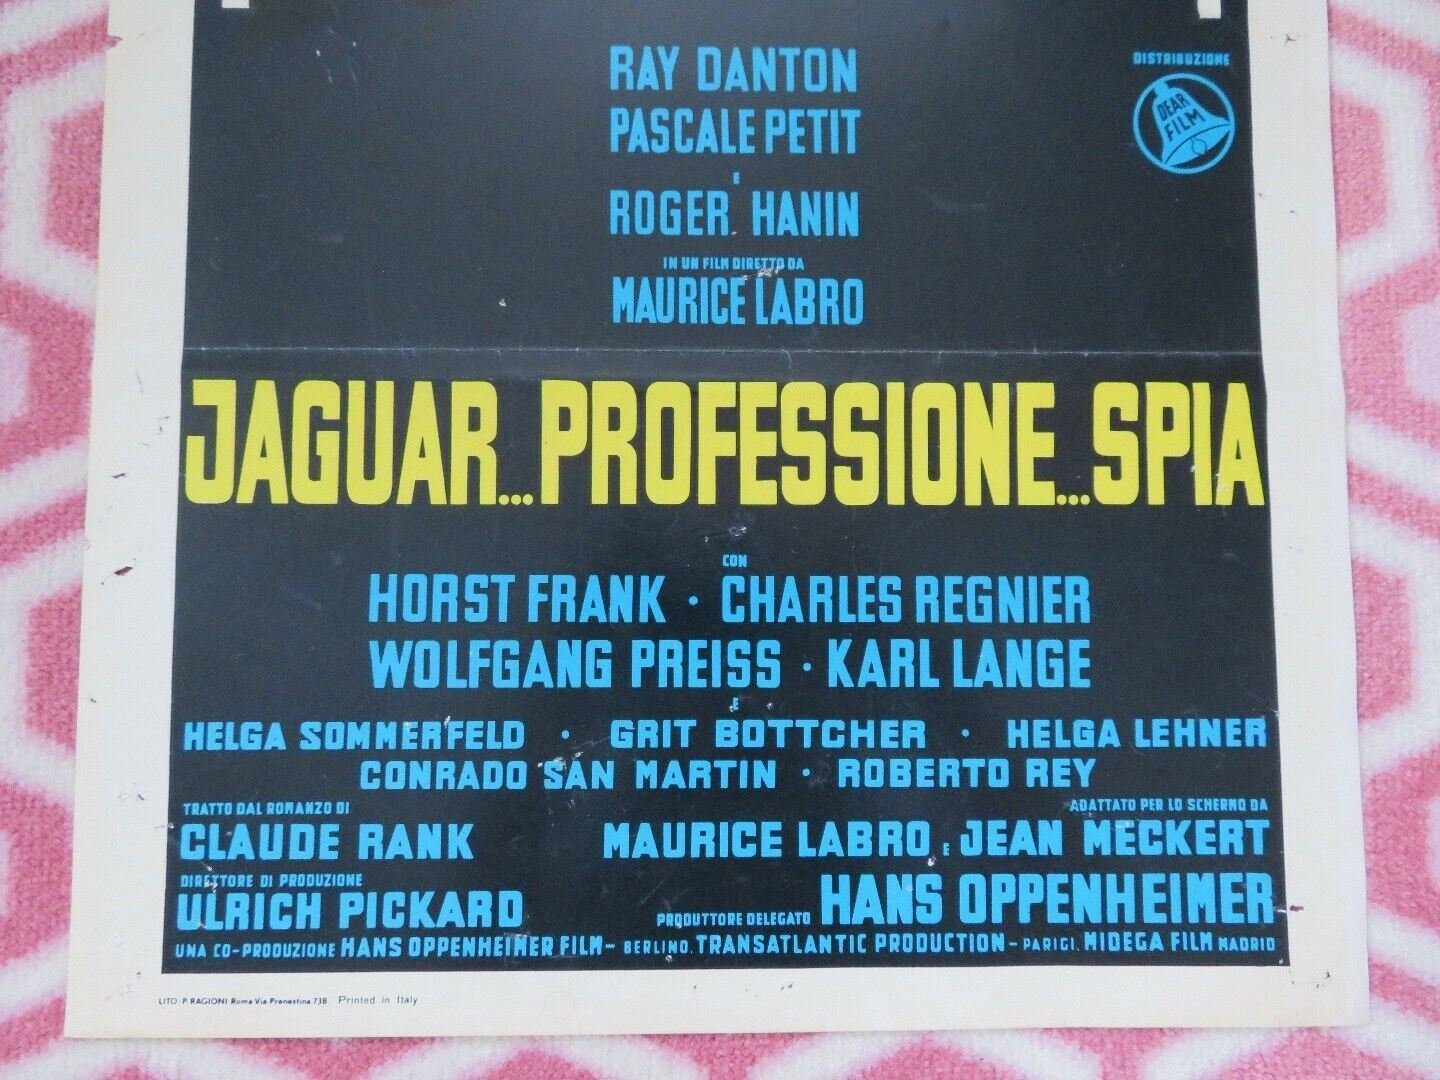 RAY DANTON
PASCALE PETIT
E
ROGER HANIN
IN UN FILM DIRETTO DA
MAURICE LABRO
DISTRIBUZIONE
DEAR
FILM
JAGUAR...PROFESSIONE...SPIA
CON
HORST FRANK · CHARLES REGNIER
WOLFGANG PREISS · KARL LANGE
E
HELGA SOMMERFELD · GRIT BOTTCHER · HELGA LEHNER
CONRADO SAN MARTIN · ROBERTO REY
TRATTO DAL ROMANZO DI
CLAUDE RANK
ADATTATO PER LO SCHERNO DA
MAURICE LABRO E JEAN MECKERT
DIRETTORE DI PRODUZIONE
ULRICH PICKARD
PRODUTTORE DELEGATO HANS OPPENHEIMER
UNA CO-PRODUZIONE HANS OPPENHEIMER FILM- BERLINO. TRANSATLANTIC PRODUCTION - PARIGI. MIDEGA FILM MADRID
LITO-P. RAGIONI Roma Via Prenestina 738. Printed in Italy